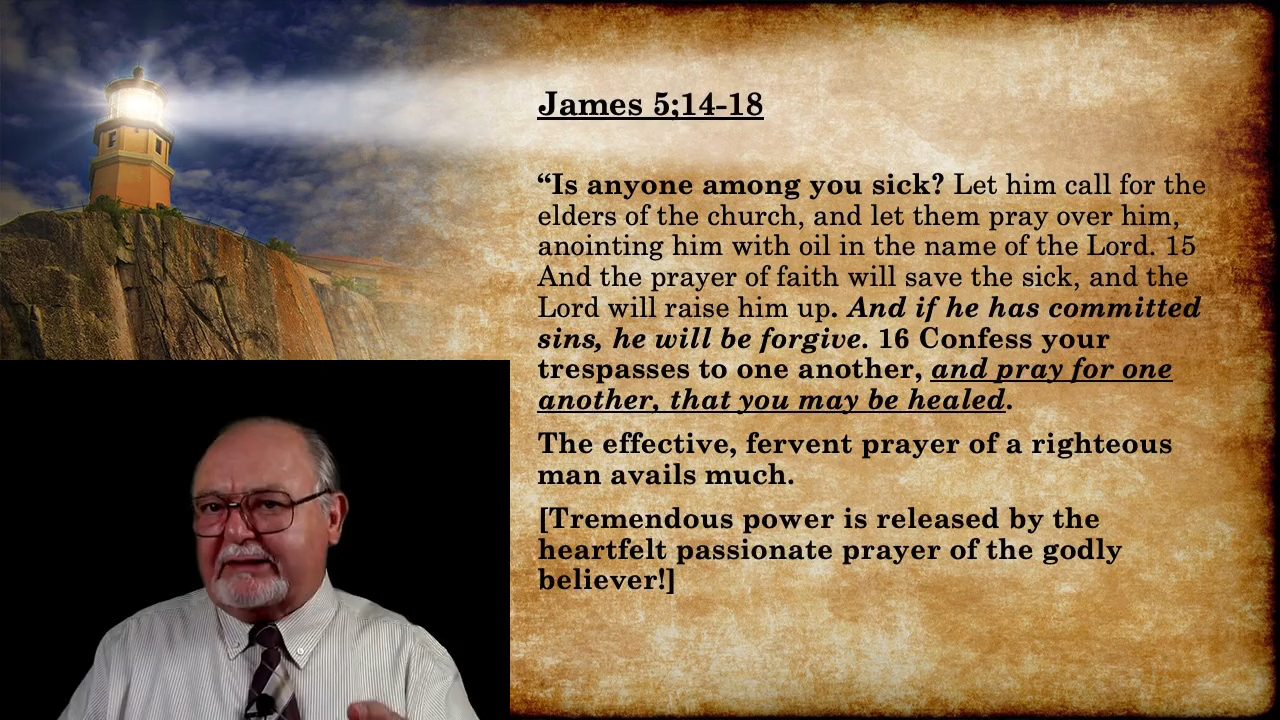 James 5;14-18
“Is anyone among you sick? Let him call for the
elders of the church, and let them pray over him,
anointing him with oil in the name of the Lord. 15
And the prayer of faith will save the sick, and the
Lord will raise him up. And if he has committed
sins, he will be forgive. 16 Confess your
trespasses to one another, and pray for one
another, that you may be healed.
The effective, fervent prayer of a righteous
man avails much.
[Tremendous power is released by the
heartfelt passionate prayer of the godly
believer!]